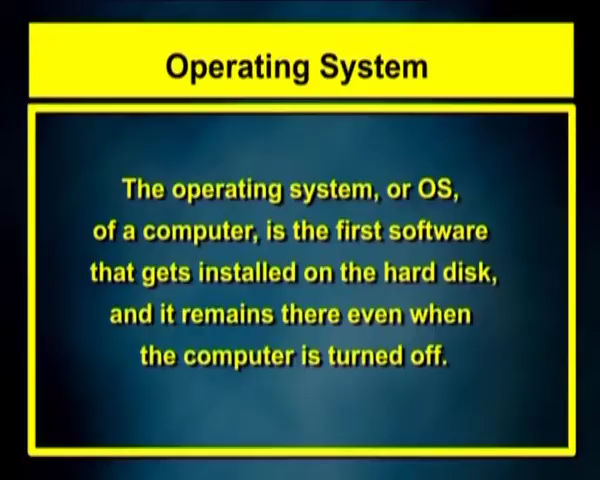 Operating System
The operating system, or OS,
of a computer, is the first software
that gets installed on the hard disk,
and it remains there even when
the computer is turned off.